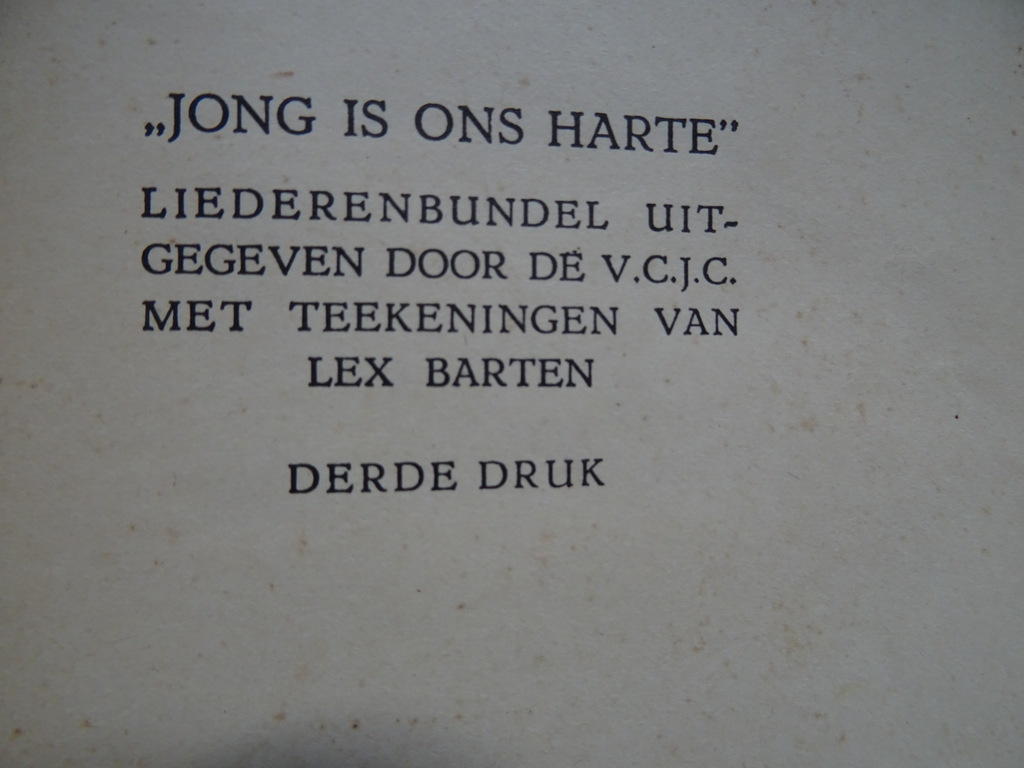 „JONG IS ONS HARTE”
LIEDERENBUNDEL UIT-
GEGEVEN DOOR DE V.C.J.C.
MET TEEKENINGEN VAN
LEX BARTEN
DERDE DRUK